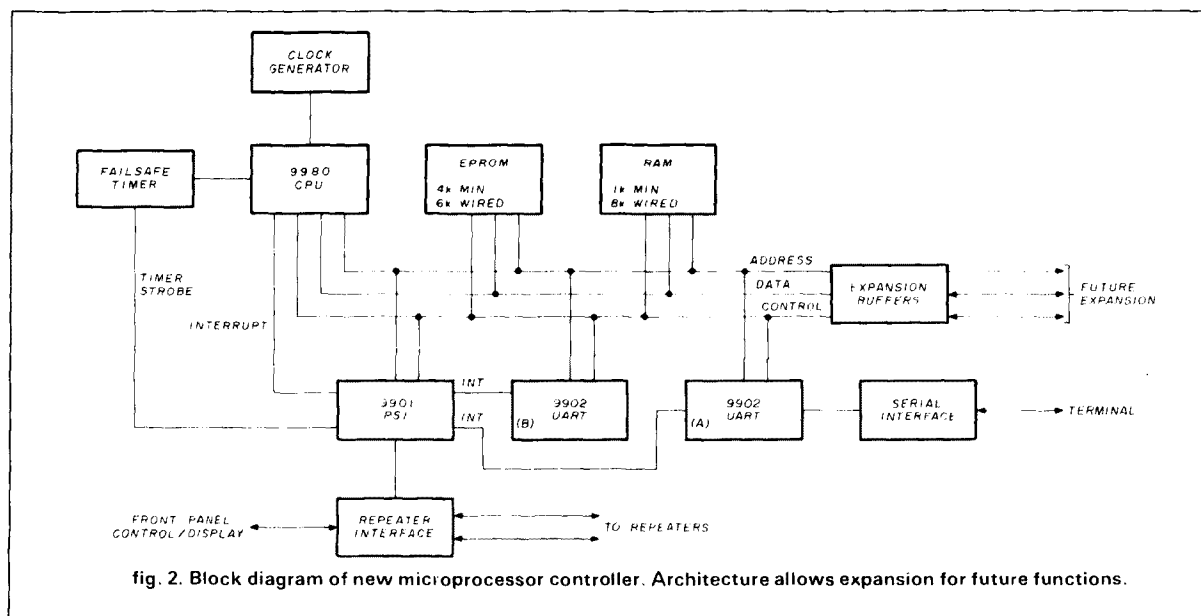 CLOCK
GENERATOR
FAILSAFE
TIMER
9980
CPU
EPROM
4k MIN
6k WIRED
RAM
1k MIN
8k WIRED
TIMER
STROBE
INTERRUPT
ADDRESS
DATA
CONTROL
EXPANSION
BUFFERS
FUTURE
EXPANSION
9901
PSI
INT
INT
9902
UART
(B)
9902
UART
(A)
SERIAL
INTERFACE
TERMINAL
FRONT PANEL
CONTROL/DISPLAY
REPEATER
INTERFACE
TO REPEATERS
fig. 2. Block diagram of new microprocessor controller. Architecture allows expansion for future functions.